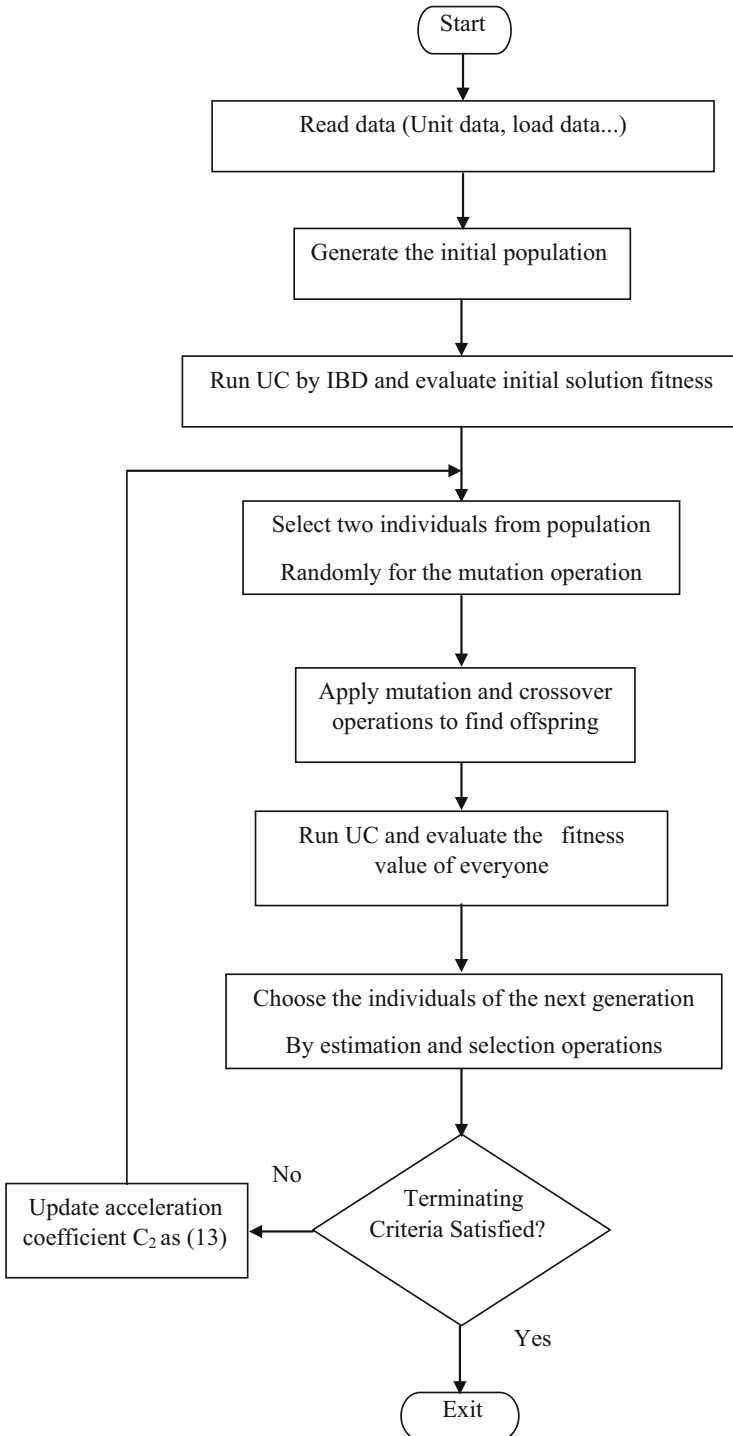 Start
Read data (Unit data, load data...)
Generate the initial population
Run UC by IBD and evaluate initial solution fitness
Select two individuals from population
Randomly for the mutation operation
Apply mutation and crossover
operations to find offspring
Run UC and evaluate the fitness
value of everyone
Choose the individuals of the next generation
By estimation and selection operations
Terminating
Criteria Satisfied?
No
Update acceleration
coefficient C₂ as (13)
Yes
Exit